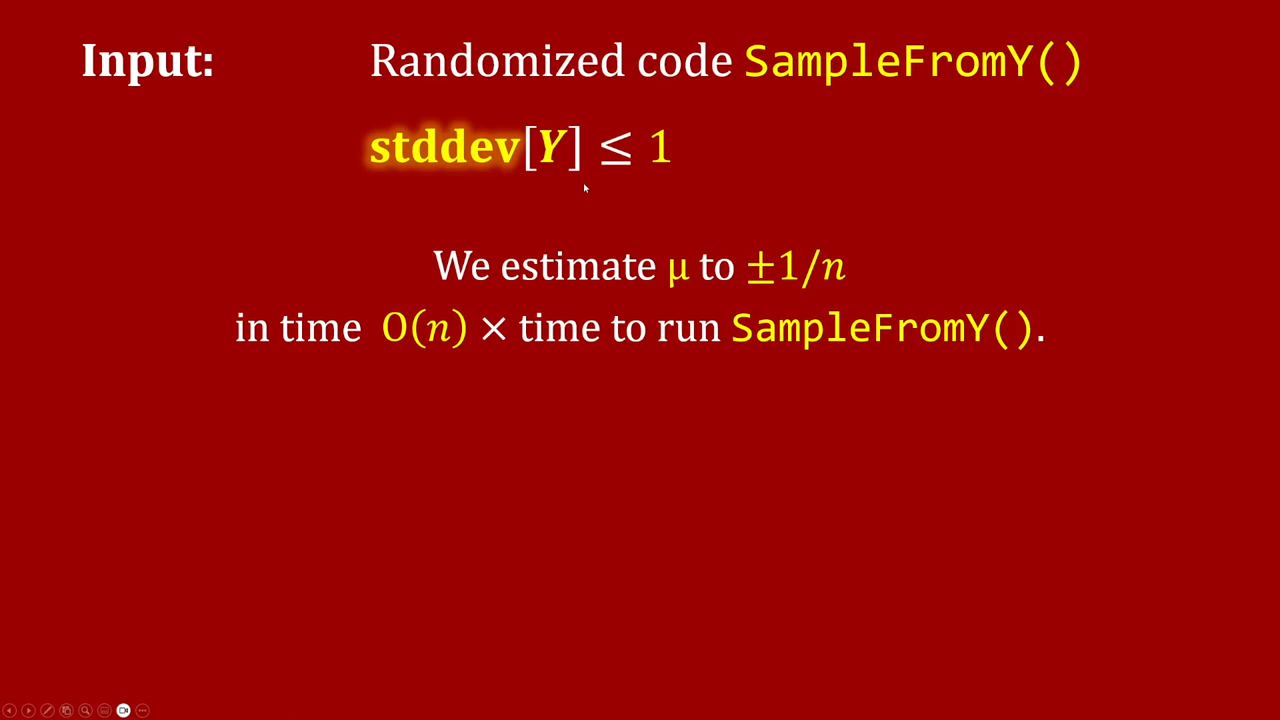 Input: Randomized code SampleFromY()
stddev[Y] ≤ 1
We estimate μ to ±1/n
in time O(n) × time to run SampleFromY().